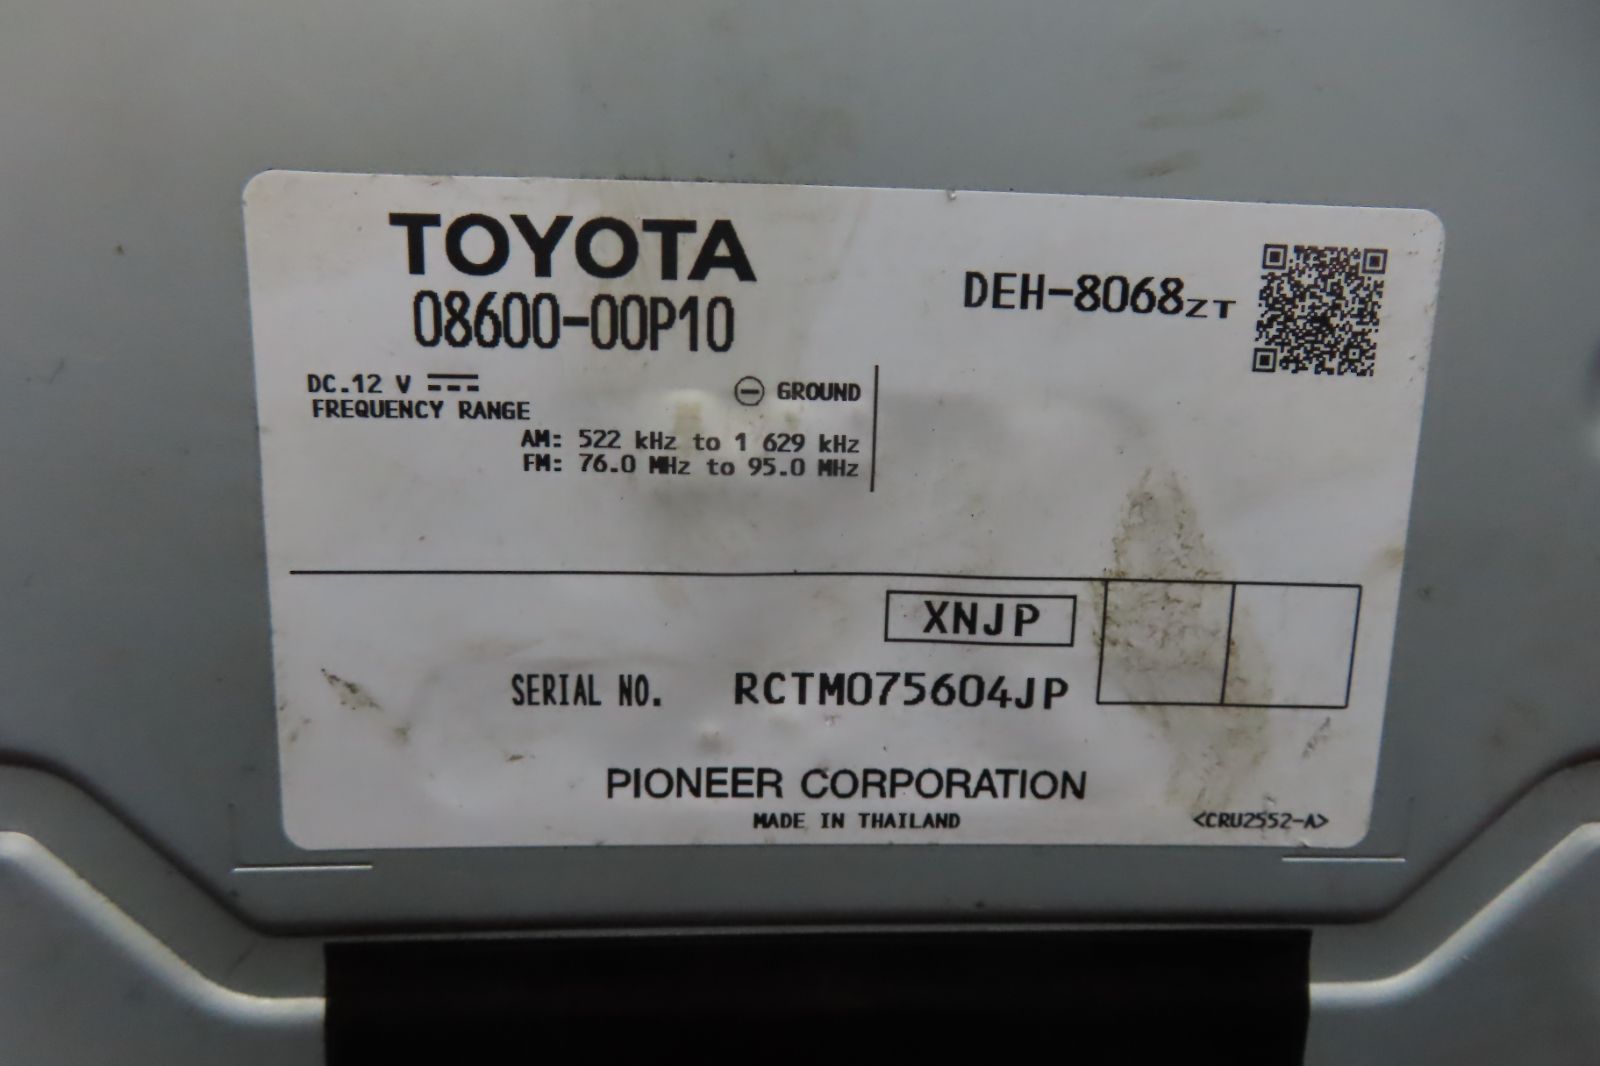 TOYOTA
08600-00P10
DEH-8068ZT
DC.12 V
GROUND
FREQUENCY RANGE
AM: 522 kHz to 1 629 kHz
FM: 76.0 MHz to 95.0 MHz
XNJP
SERIAL NO. RCTM075604JP
PIONEER CORPORATION
MADE IN THAILAND
<CRU2552-A>